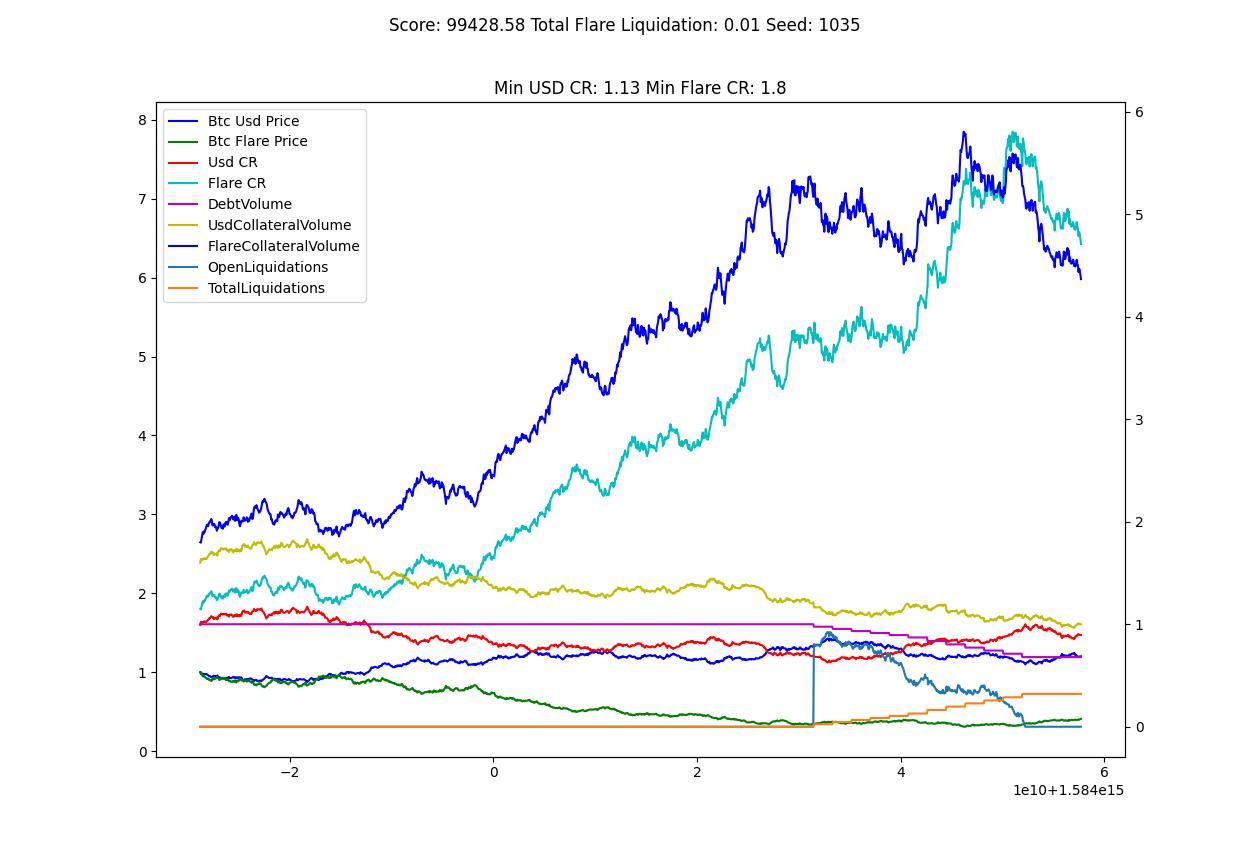 Score: 99428.58 Total Flare Liquidation: 0.01 Seed: 1035
Min USD CR: 1.13 Min Flare CR: 1.8
Btc Usd Price
Btc Flare Price
Usd CR
Flare CR
DebtVolume
UsdCollateralVolume
FlareCollateralVolume
OpenLiquidations
TotalLiquidations
8
7
6
5
4
3
2
1
0
6
5
4
3
2
1
0
−2
0
2
4
6
1e10+1.584e15